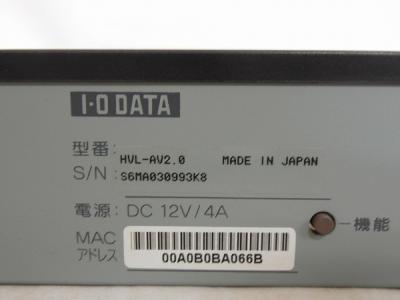 I·O DATA
型番: HVL-AV2.0 MADE IN JAPAN
S/N: S6MA030993K8
電源: DC 12V/4A
機能
MAC
アドレス
00A0B0BA066B